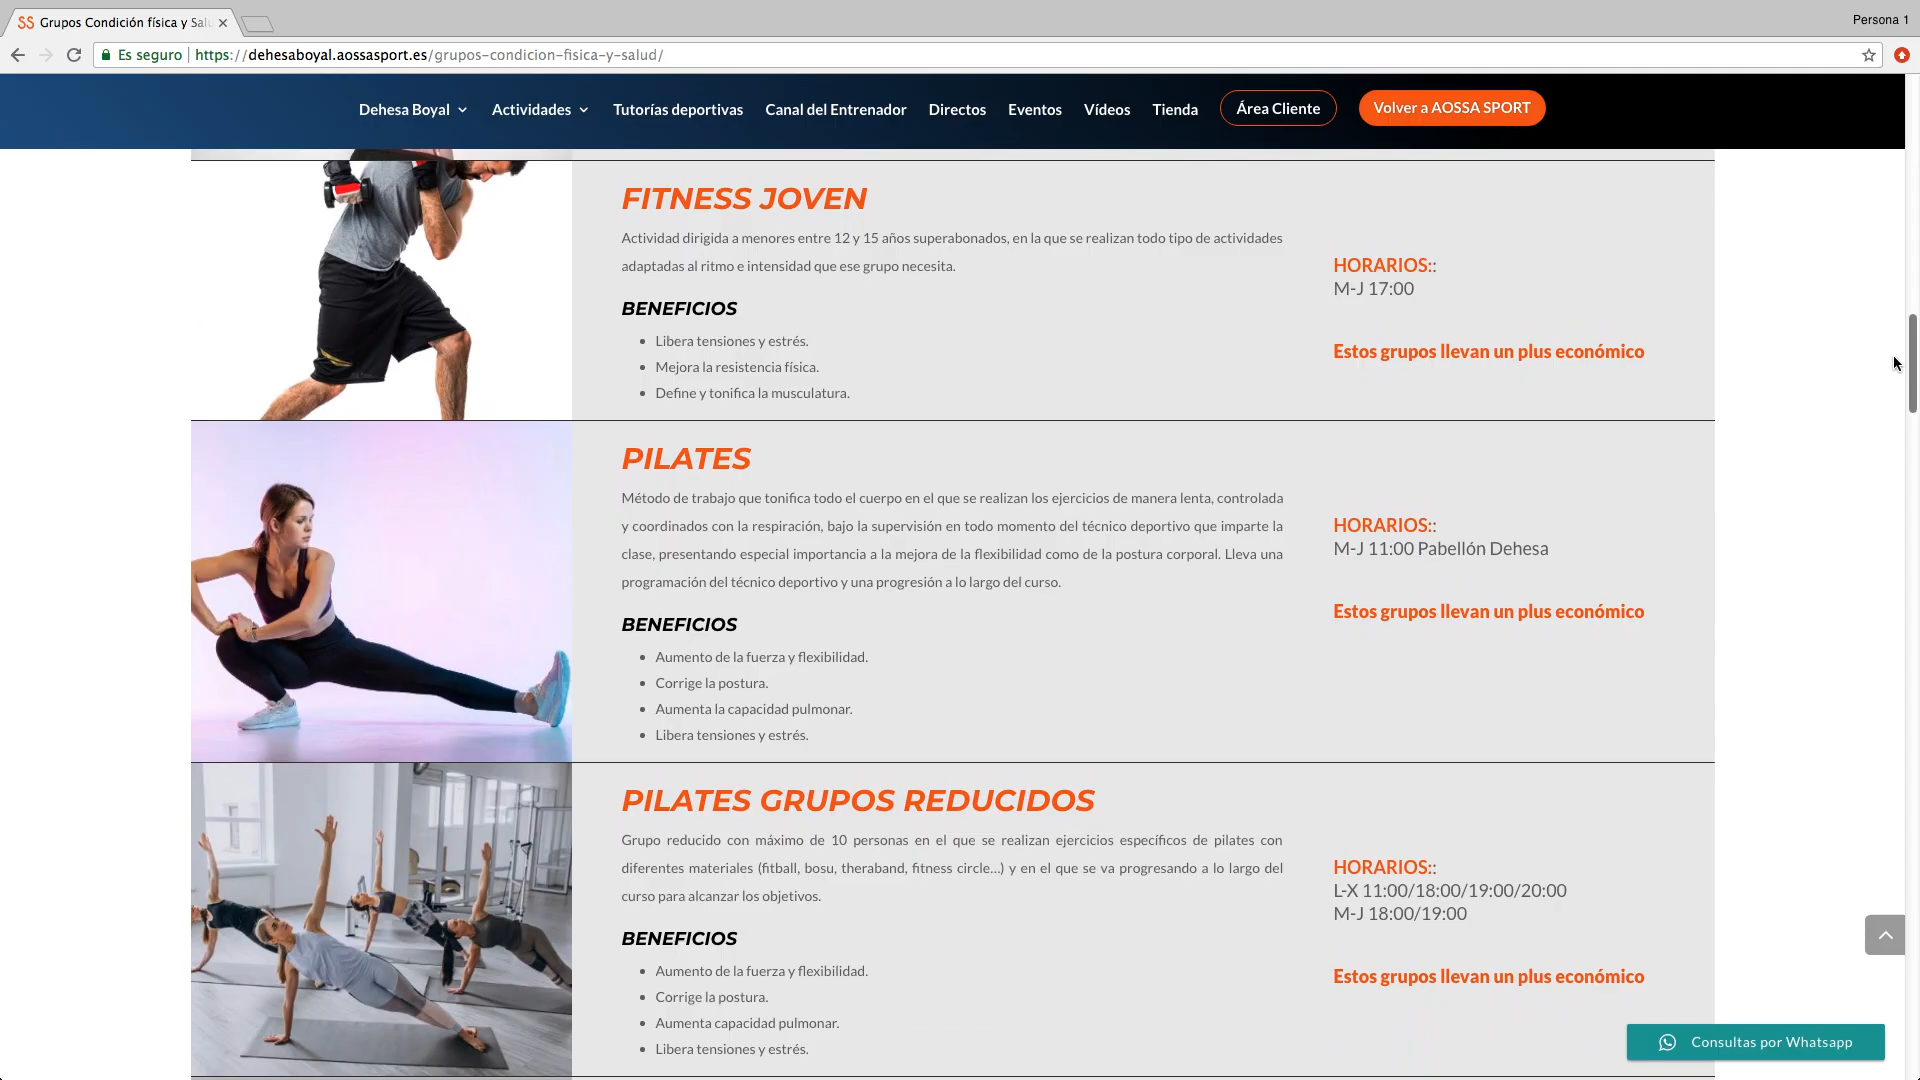 Grupos Condición física y Sal
Persona 1
Es seguro | https://dehesaboyal.aossasport.es/grupos-condicion-fisica-y-salud/
Dehesa Boyal Actividades Tutorías deportivas Canal del Entrenador Directos Eventos Vídeos Tienda Área Cliente Volver a AOSSA SPORT
FITNESS JOVEN
Actividad dirigida a menores entre 12 y 15 años superabonados, en la que se realizan todo tipo de actividades
adaptadas al ritmo e intensidad que ese grupo necesita.
BENEFICIOS
• Libera tensiones y estrés.
• Mejora la resistencia física.
• Define y tonifica la musculatura.
HORARIOS::
M-J 17:00
Estos grupos llevan un plus económico
PILATES
Método de trabajo que tonifica todo el cuerpo en el que se realizan los ejercicios de manera lenta, controlada
y coordinados con la respiración, bajo la supervisión en todo momento del técnico deportivo que imparte la
clase, presentando especial importancia a la mejora de la flexibilidad como de la postura corporal. Lleva una
programación del técnico deportivo y una progresión a lo largo del curso.
BENEFICIOS
• Aumento de la fuerza y flexibilidad.
• Corrige la postura.
• Aumenta la capacidad pulmonar.
• Libera tensiones y estrés.
HORARIOS::
M-J 11:00 Pabellón Dehesa
Estos grupos llevan un plus económico
PILATES GRUPOS REDUCIDOS
Grupo reducido con máximo de 10 personas en el que se realizan ejercicios específicos de pilates con
diferentes materiales (fitball, bosu, theraband, fitness circle…) y en el que se va progresando a lo largo del
curso para alcanzar los objetivos.
BENEFICIOS
• Aumento de la fuerza y flexibilidad.
• Corrige la postura.
• Aumenta capacidad pulmonar.
• Libera tensiones y estrés.
HORARIOS::
L-X 11:00/18:00/19:00/20:00
M-J 18:00/19:00
Estos grupos llevan un plus económico
Consultas por Whatsapp